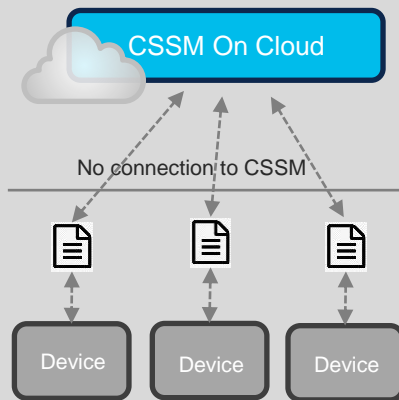 CSSM On Cloud
No connection to CSSM
Device
Device
Device